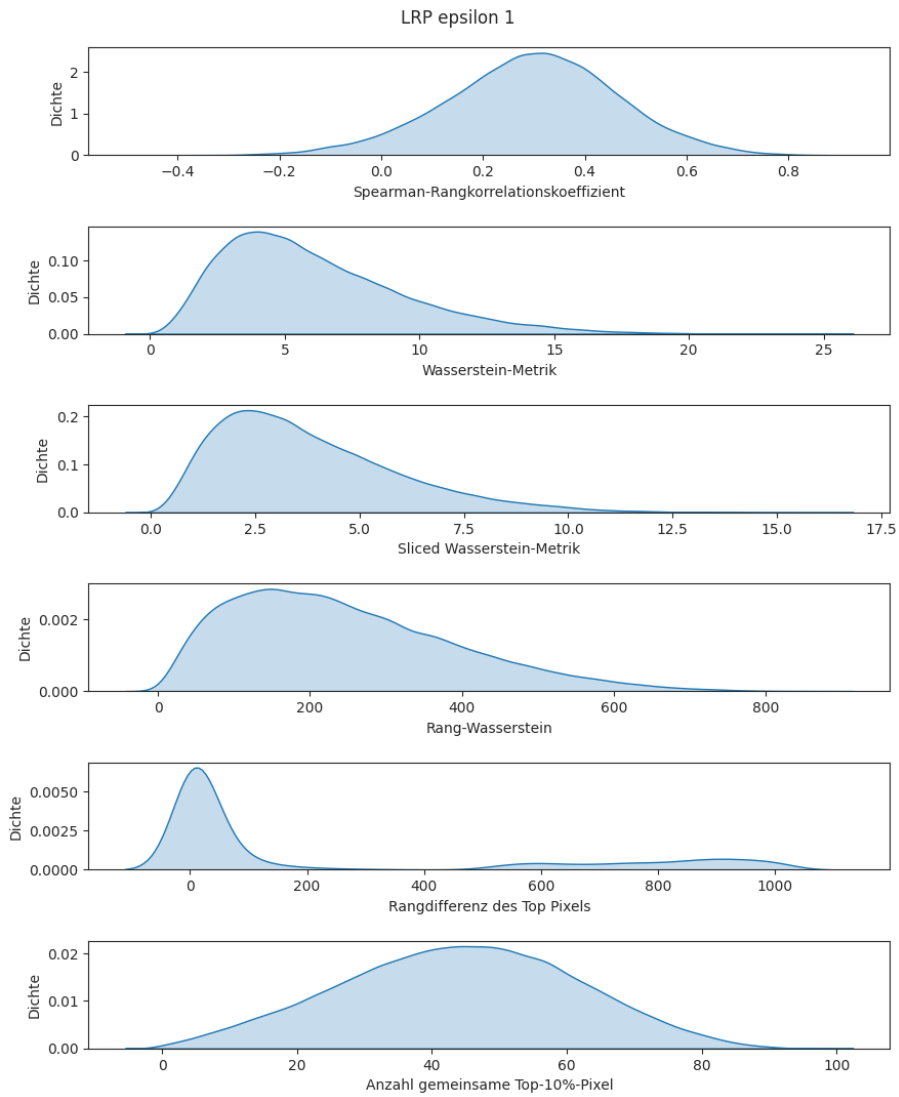 LRP epsilon 1
Dichte
2
1
0
−0.4 −0.2 0.0 0.2 0.4 0.6 0.8
Spearman-Rangkorrelationskoeffizient
Dichte
0.10
0.05
0.00
0 5 10 15 20 25
Wasserstein-Metrik
Dichte
0.2
0.1
0.0
0.0 2.5 5.0 7.5 10.0 12.5 15.0 17.5
Sliced Wasserstein-Metrik
Dichte
0.002
0.000
0 200 400 600 800
Rang-Wasserstein
Dichte
0.0050
0.0025
0.0000
0 200 400 600 800 1000
Rangdifferenz des Top Pixels
Dichte
0.02
0.01
0.00
0 20 40 60 80 100
Anzahl gemeinsame Top-10%-Pixel